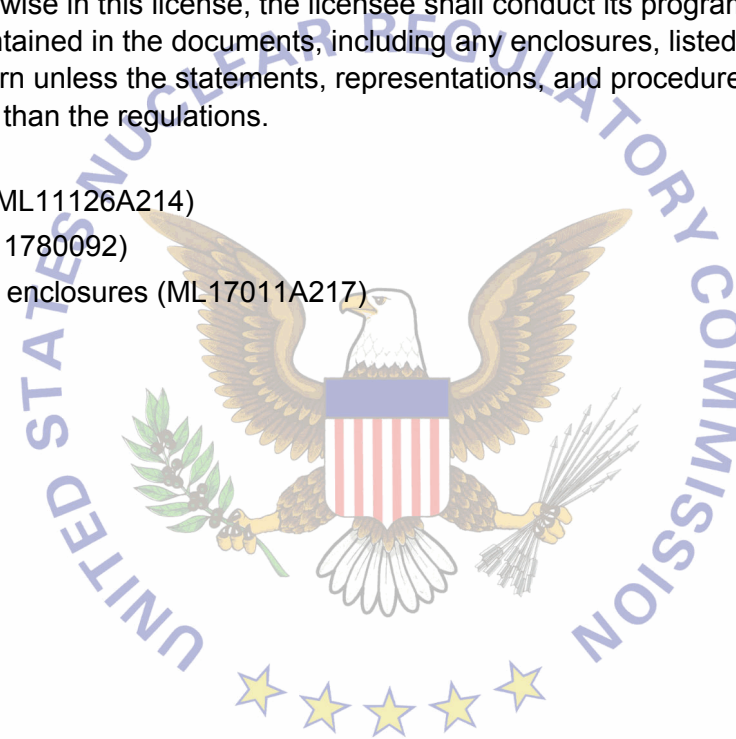 wise in this license, the licensee shall conduct its program
tained in the documents, including any enclosures, listed
rn unless the statements, representations, and procedure
than the regulations.
ML11126A214)
1780092)
enclosures (ML17011A217)
UNITED STATES NUCLEAR REGULATORY COMMISSION